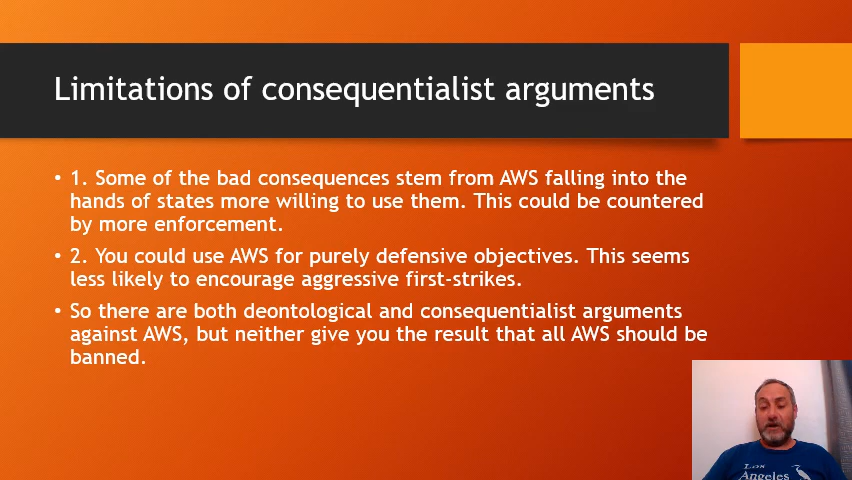 Limitations of consequentialist arguments
• 1. Some of the bad consequences stem from AWS falling into the
hands of states more willing to use them. This could be countered
by more enforcement.
• 2. You could use AWS for purely defensive objectives. This seems
less likely to encourage aggressive first-strikes.
• So there are both deontological and consequentialist arguments
against AWS, but neither give you the result that all AWS should be
banned.
Los
Angeles